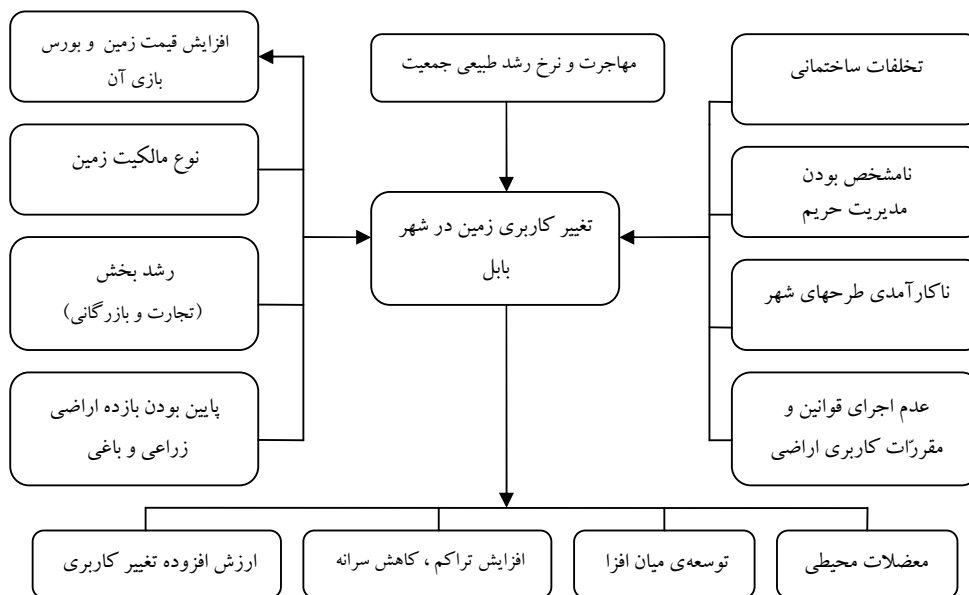 تخلفات ساختمانی
نامشخص بودن
مدیریت حریم
ناکارآمدی طرحهای شهر
عدم اجرای قوانین و
مقررّات کاربری اراضی
مهاجرت و نرخ رشد طبیعی جمعیت
تغییر کاربری زمین در شهر
بابل
افزایش قیمت زمین و بورس
بازی آن
نوع مالکیت زمین
رشد بخش
(تجارت و بازرگانی)
پایین بودن بازده اراضی
زراعی و باغی
معضلات محیطی
توسعه‌ی میان افزا
افزایش تراکم ، کاهش سرانه
ارزش افزوده تغییر کاربری